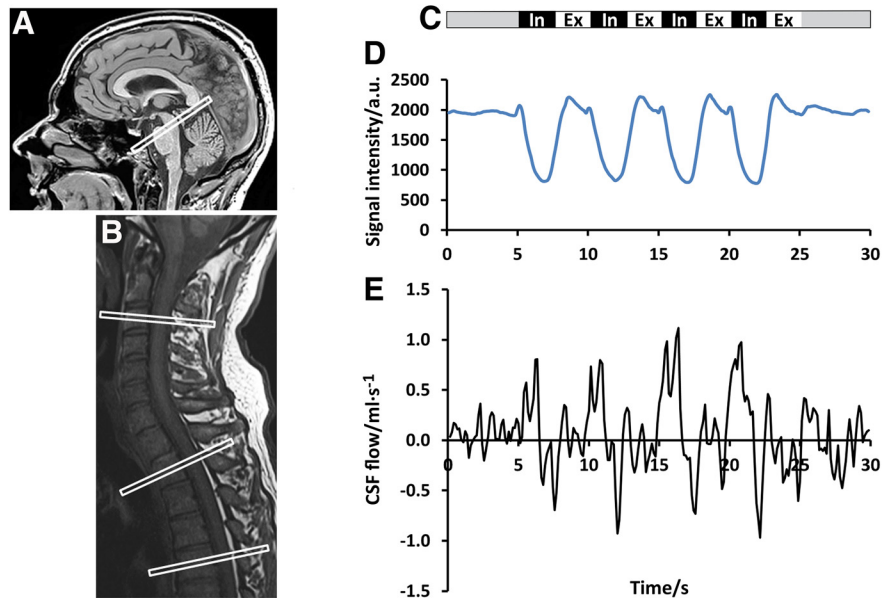 A
B
C
In Ex In Ex In Ex In Ex In Ex
D
Signal intensity/a.u.
2500
2000
1500
1000
500
0
0 5 10 15 20 25 30
E
CSF flow/ml·s-1
1.5
1.0
0.5
0.0
-0.5
-1.0
-1.5
0 5 10 15 20 25 30
Time/s